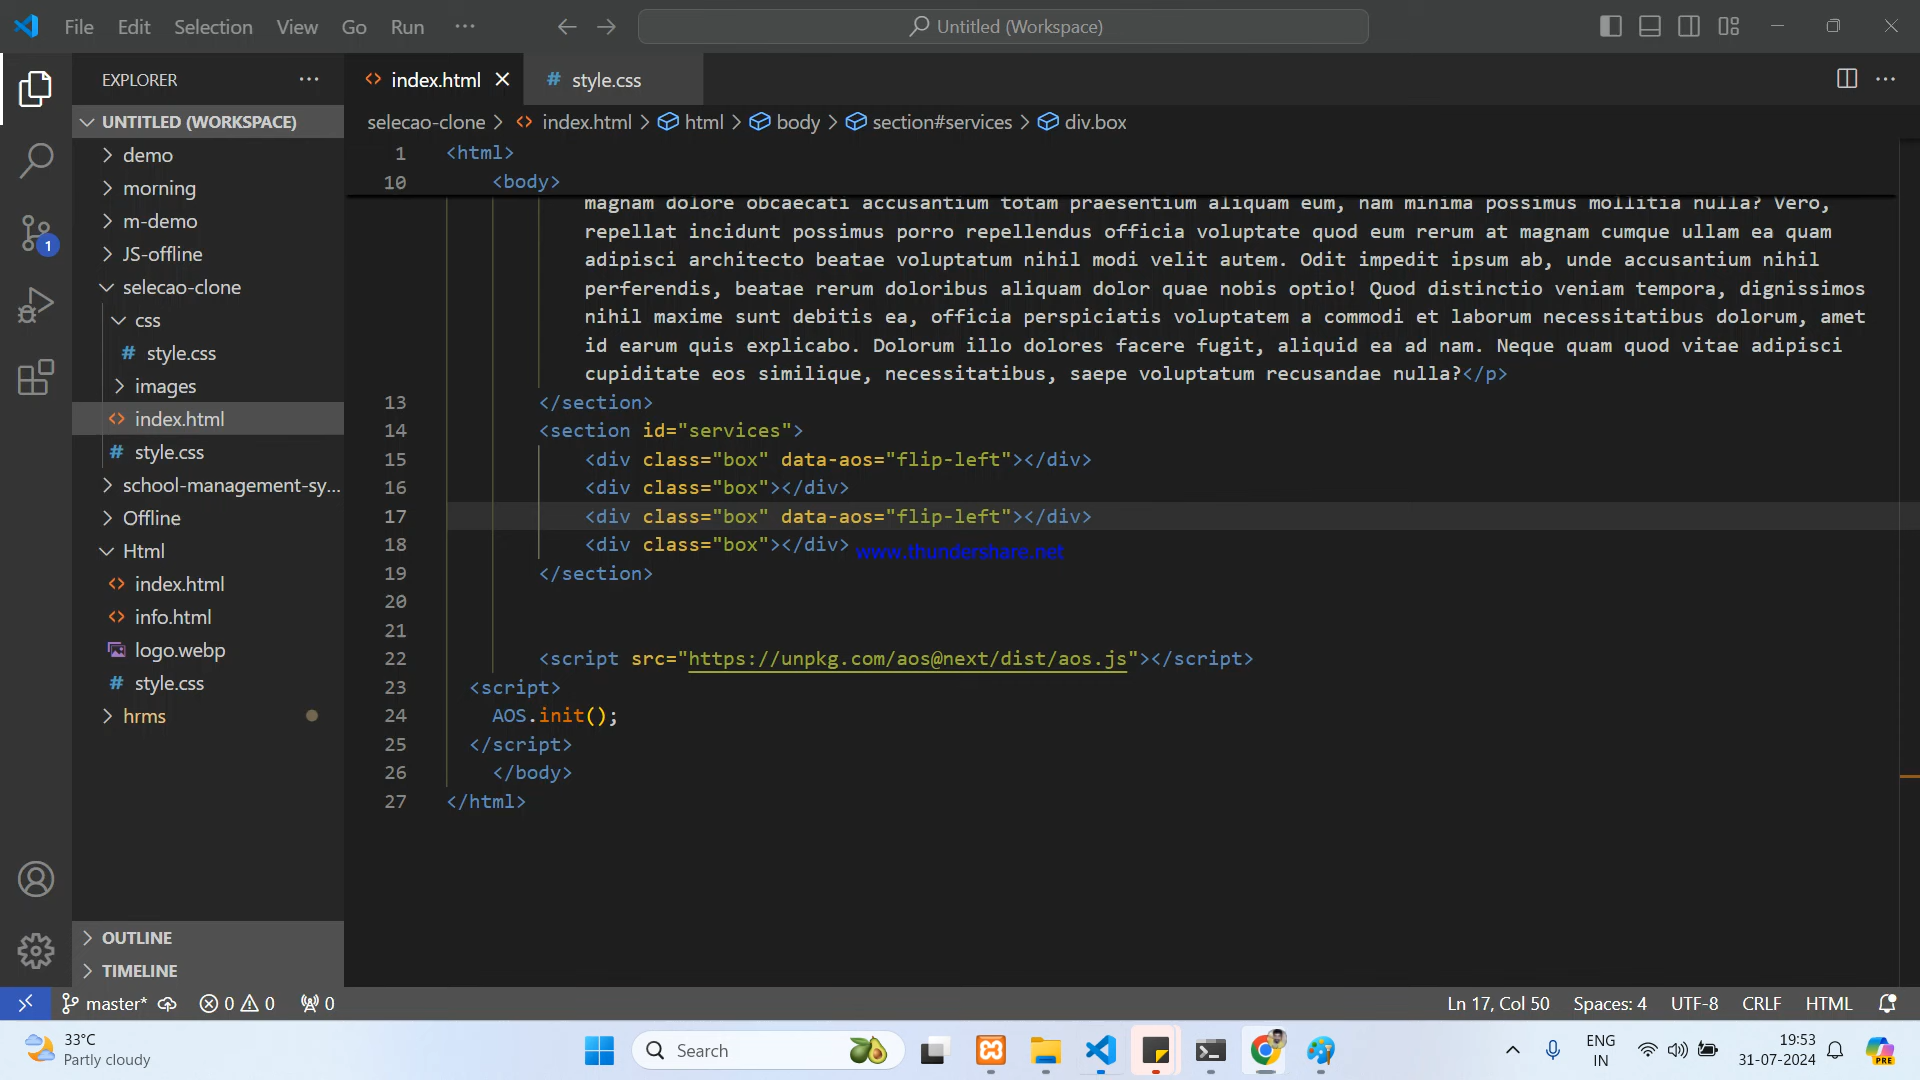 File Edit Selection View Go Run ··· Untitled (Workspace)
EXPLORER ···
UNTITLED (WORKSPACE)
demo
morning
m-demo
JS-offline
selecao-clone
css
# style.css
images
<> index.html
# style.css
school-management-sy...
Offline
Html
<> index.html
<> info.html
logo.webp
# style.css
hrms
OUTLINE
TIMELINE
1
<> index.html
# style.css
selecao-clone > <> index.html > html > body > section#services > div.box
1 <html>
10 <body>
magnam dolore obcaecati accusantium totam praesentium aliquam eum, nam minima possimus mollitia nulla? Vero,
repellat incidunt possimus porro repellendus officia voluptate quod eum rerum at magnam cumque ullam ea quam
adipisci architecto beatae voluptatum nihil modi velit autem. Odit impedit ipsum ab, unde accusantium nihil
perferendis, beatae rerum doloribus aliquam dolor quae nobis optio! Quod distinctio veniam tempora, dignissimos
nihil maxime sunt debitis ea, officia perspiciatis voluptatem a commodi et laborum necessitatibus dolorum, amet
id earum quis explicabo. Dolorum illo dolores facere fugit, aliquid ea ad nam. Neque quam quod vitae adipisci
cupiditate eos similique, necessitatibus, saepe voluptatum recusandae nulla?</p>
13 </section>
14 <section id="services">
15 <div class="box" data-aos="flip-left"></div>
16 <div class="box"></div>
17 <div class="box" data-aos="flip-left"></div>
18 <div class="box"></div>
www.thundershare.net
19 </section>
20
21
22 <script src="https://unpkg.com/aos@next/dist/aos.js"></script>
23 <script>
24 AOS.init();
25 </script>
26 </body>
27 </html>
master* 0 0 0 Ln 17, Col 50 Spaces: 4 UTF-8 CRLF HTML
33°C
Partly cloudy
Search
ENG
IN
19:53
31-07-2024
PRE